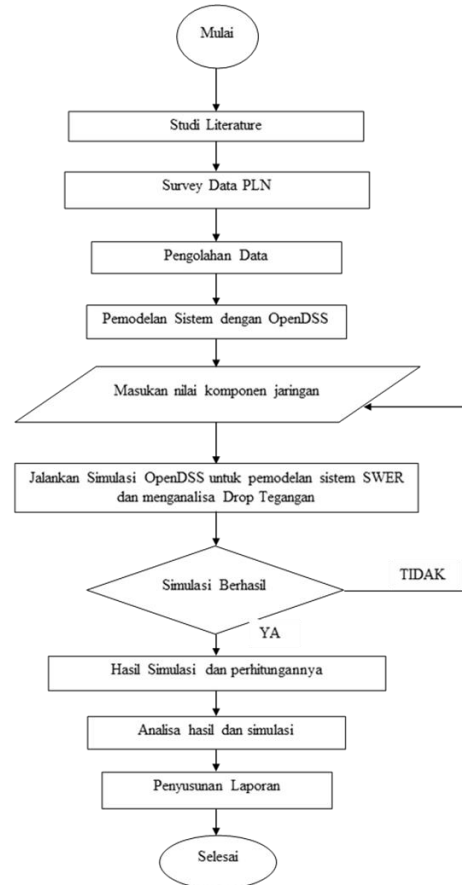 Mulai
Studi Literature
Survey Data PLN
Pengolahan Data
Pemodelan Sistem dengan OpenDSS
Masukan nilai komponen jaringan
Jalankan Simulasi OpenDSS untuk pemodelan sistem SWER
dan menganalisa Drop Tegangan
Simulasi Berhasil
TIDAK
YA
Hasil Simulasi dan perhitungannya
Analisa hasil dan simulasi
Penyusunan Laporan
Selesai